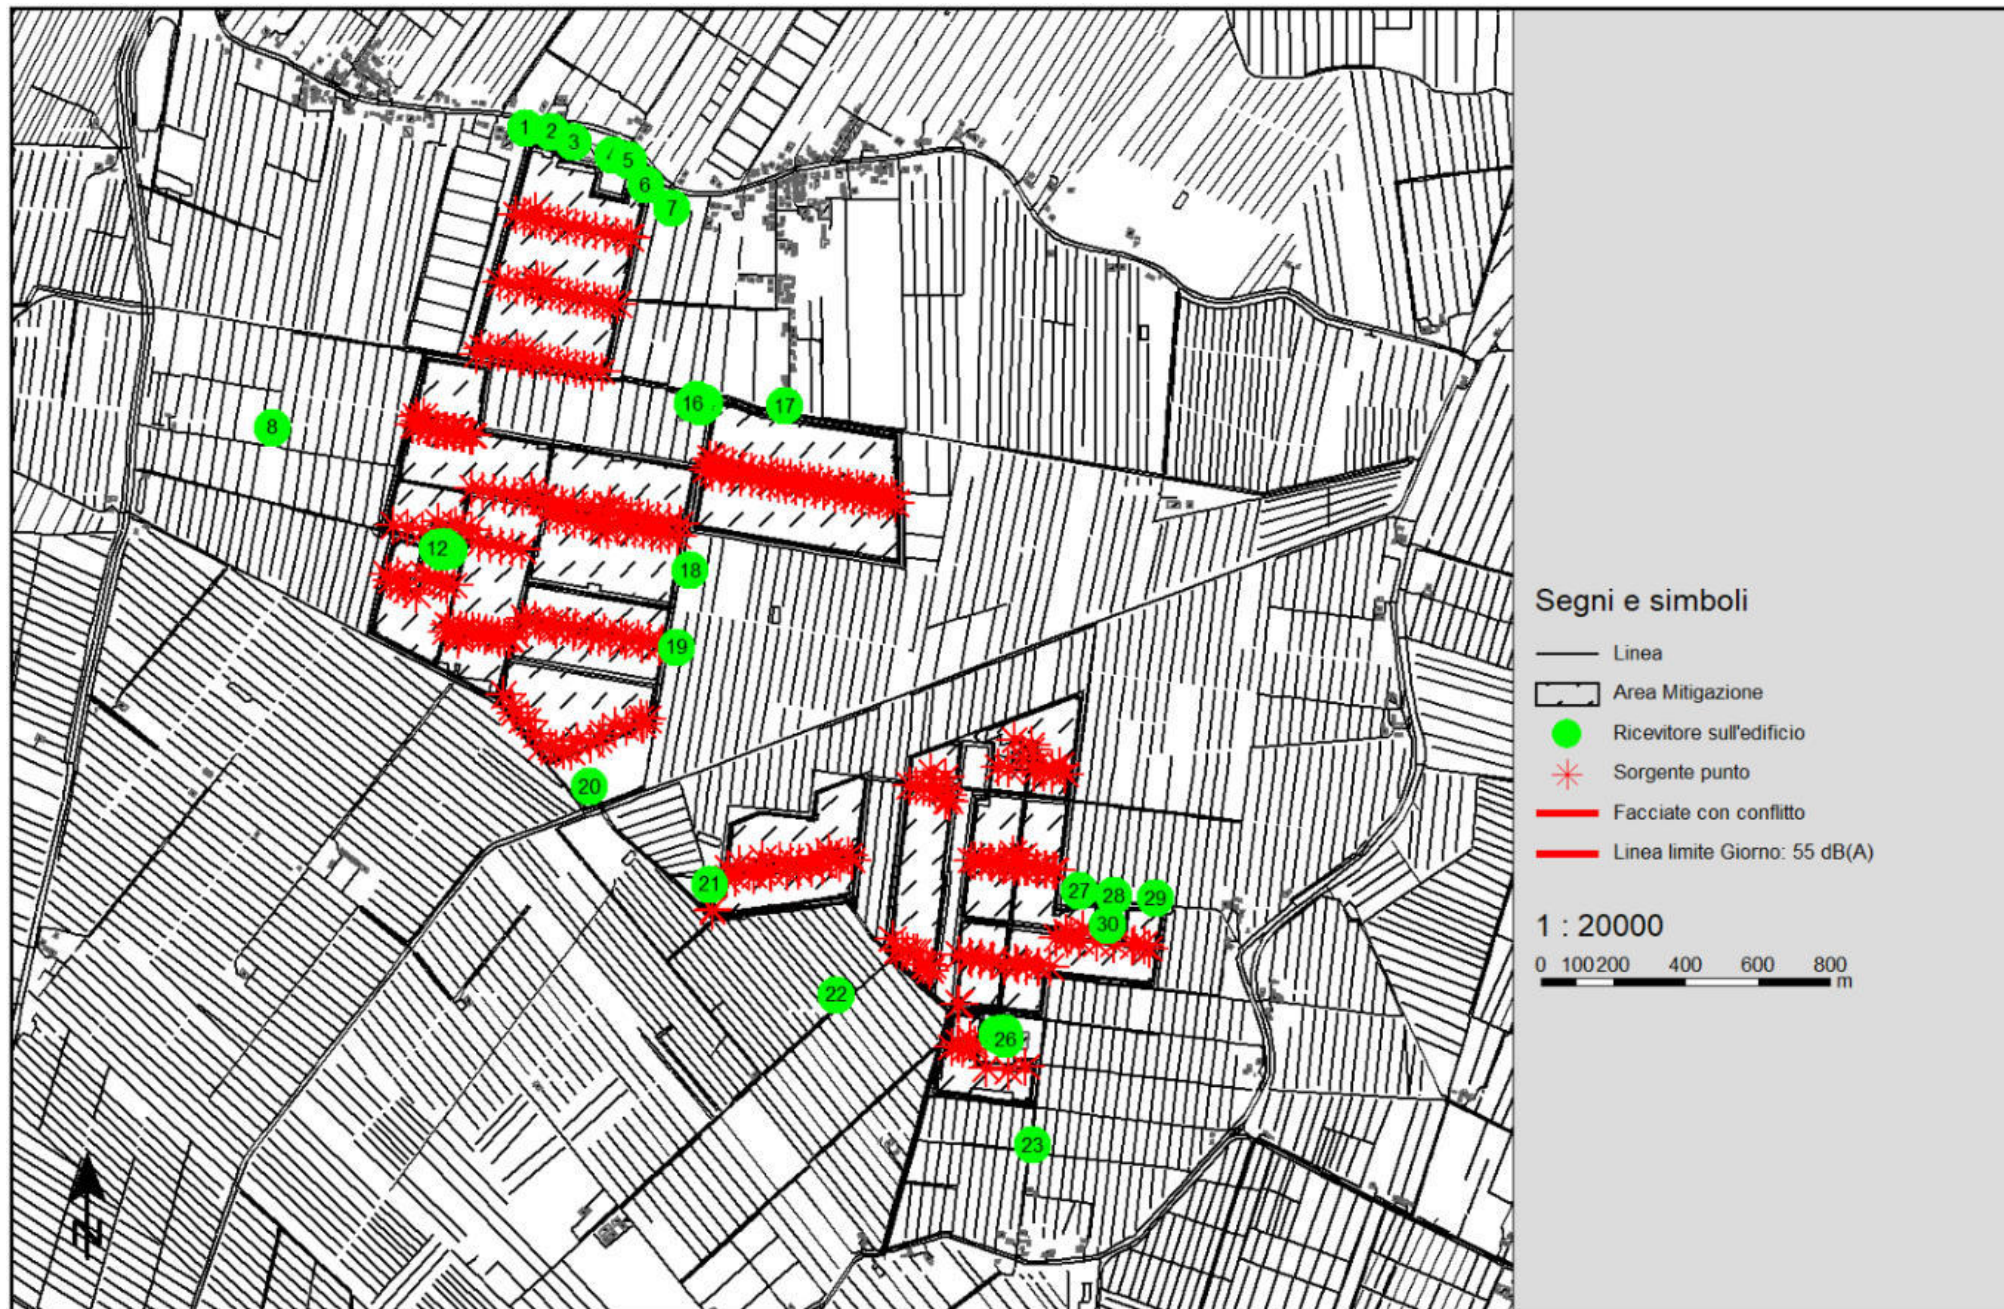 1
2
3
4
5
6
7
16
17
8
12
18
19
20
21
27
28
29
30
22
26
23
N
Segni e simboli
Linea
Area Mitigazione
Ricevitore sull'edificio
Sorgente punto
Facciate con conflitto
Linea limite Giorno: 55 dB(A)
1 : 20000
0 100 200 400 600 800
m